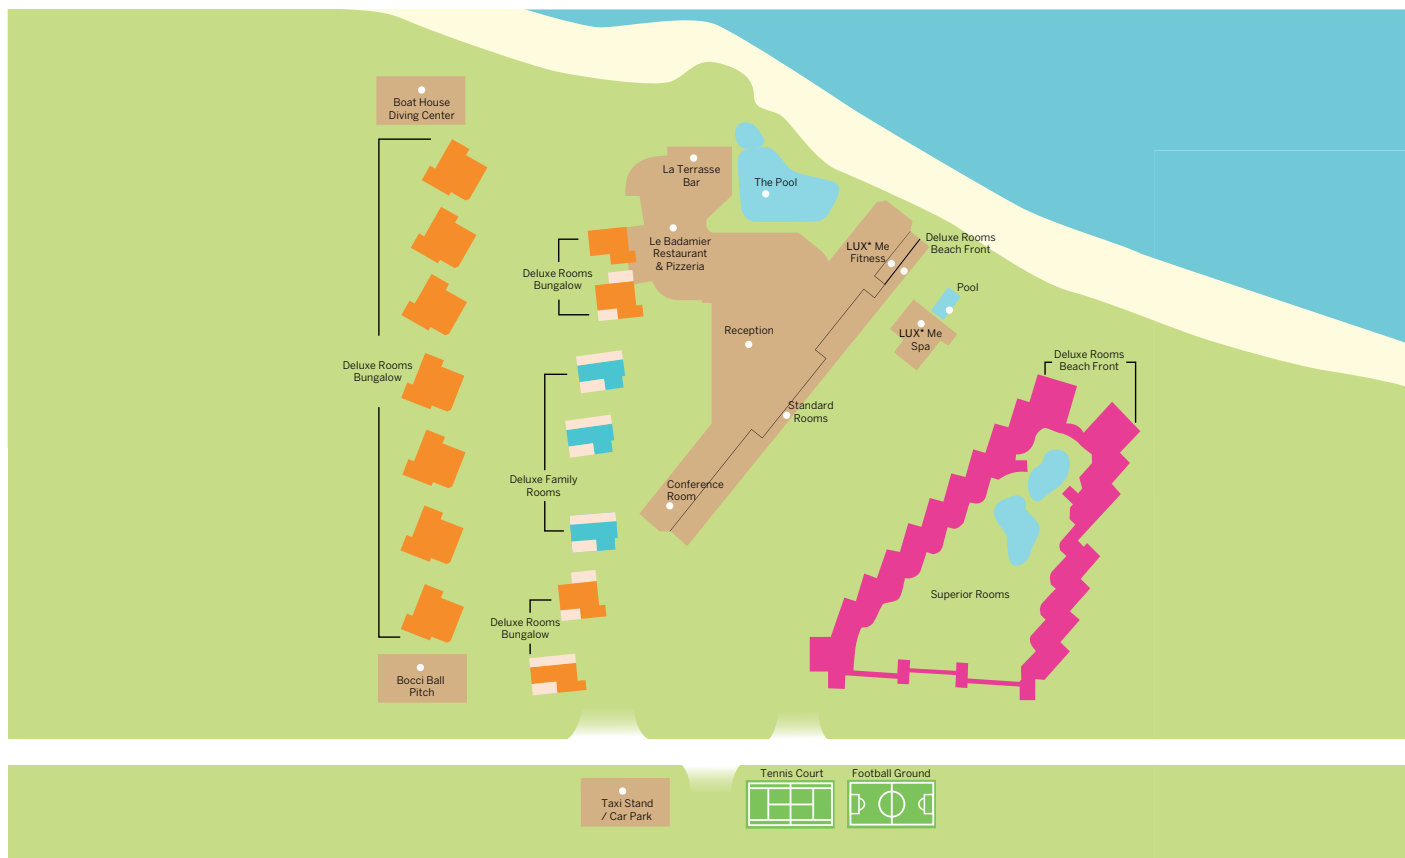 Boat House
Diving Center
La Terrasse
Bar
The Pool
Le Badamier
Restaurant
& Pizzeria
LUX* Me
Fitness
Deluxe Rooms
Beach Front
Deluxe Rooms
Bungalow
Pool
Reception
LUX* Me
Spa
Deluxe Rooms
Bungalow
Deluxe Rooms
Beach Front
Standard
Rooms
Deluxe Family
Rooms
Conference
Room
Superior Rooms
Deluxe Rooms
Bungalow
Bocci Ball
Pitch
Taxi Stand
/ Car Park
Tennis Court
Football Ground